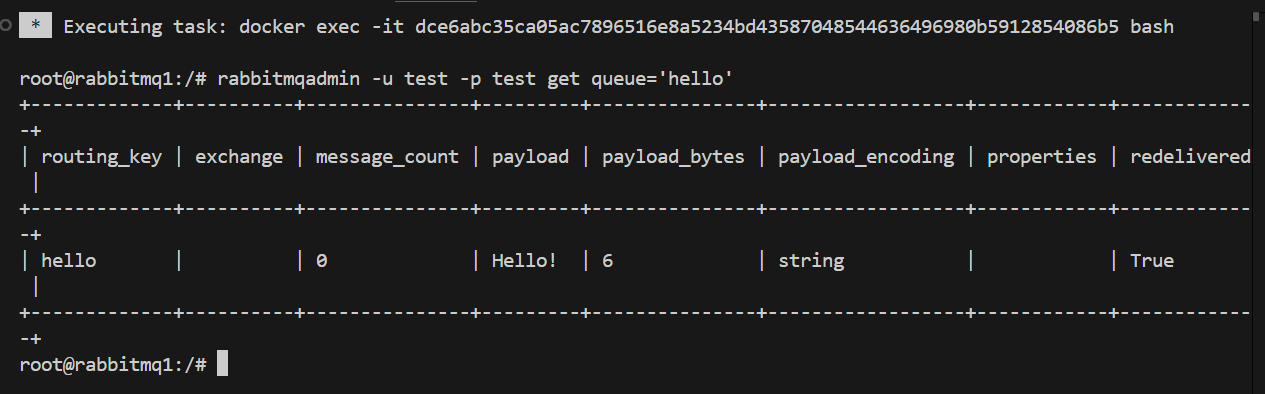 * Executing task: docker exec -it dce6abc35ca05ac7896516e8a5234bd43587048544636496980b5912854086b5 bash
root@rabbitmq1:/# rabbitmqadmin -u test -p test get queue='hello'
+-------------+----------+---------------+---------+---------------+------------------+------------+------------
-+
| routing_key | exchange | message_count | payload | payload_bytes | payload_encoding | properties | redelivered
 |
+-------------+----------+---------------+---------+---------------+------------------+------------+------------
-+
| hello       |          | 0             | Hello!  | 6             | string           |            | True
 |
+-------------+----------+---------------+---------+---------------+------------------+------------+------------
-+
root@rabbitmq1:/#